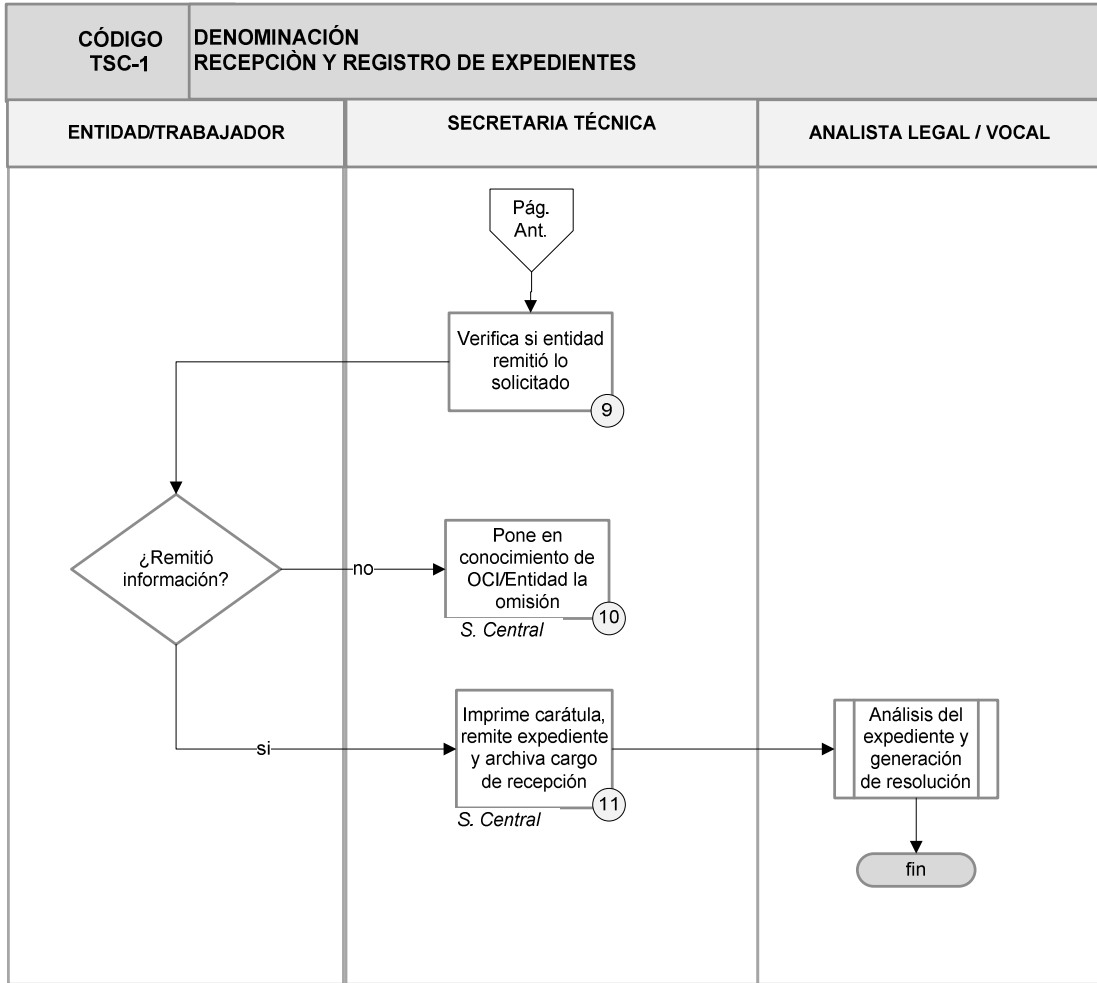 CÓDIGO
TSC-1
DENOMINACIÓN
RECEPCIÒN Y REGISTRO DE EXPEDIENTES
ENTIDAD/TRABAJADOR
SECRETARIA TÉCNICA
ANALISTA LEGAL / VOCAL
Pág.
Ant.
Verifica si entidad
remitió lo
solicitado
9
¿Remitió
información?
no
Pone en
conocimiento de
OCI/Entidad la
omisión
10
S. Central
si
Imprime carátula,
remite expediente
y archiva cargo
de recepción
11
S. Central
Análisis del
expediente y
generación
de resolución
fin